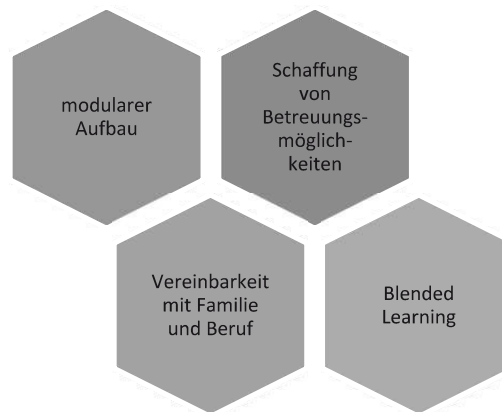 modularer
Aufbau
Schaffung
von
Betreuungs-
möglich-
keiten
Vereinbarkeit
mit Familie
und Beruf
Blended
Learning